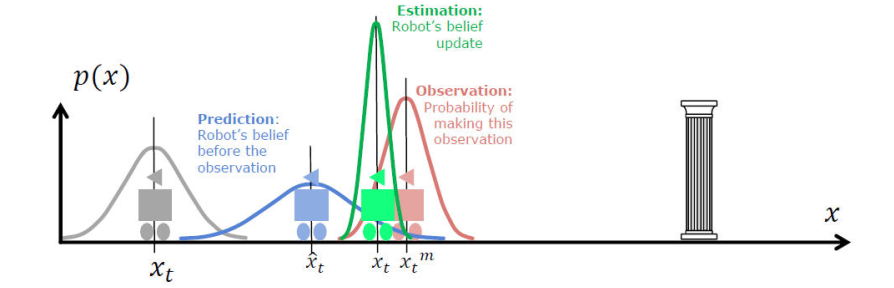 Estimation:
Robot's belief
update
p(x)
Observation:
Probability of
making this
observation
Prediction:
Robot's belief
before the
observation
x
x_t
x̂_t
x_t
x_t^m